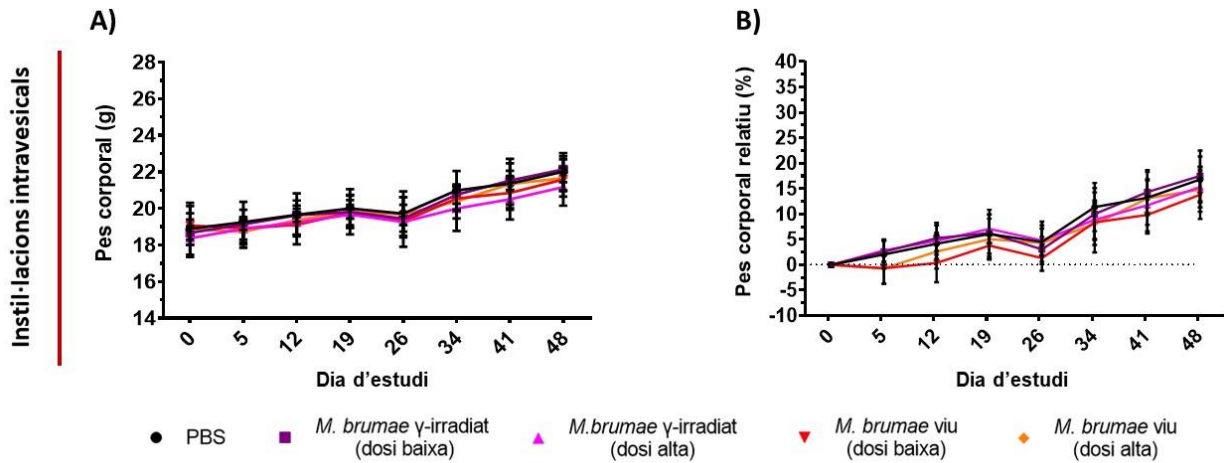 A)
B)
Instil·lacions intravesicals
Pes corporal (g)
28
26
24
22
20
18
16
14
0
5
12
19
26
34
41
48
Dia d'estudi
Pes corporal relatiu (%)
40
35
30
25
20
15
10
5
0
-5
-10
0
5
12
19
26
34
41
48
Dia d'estudi
PBS
M. brumae γ-irradiat
(dosi baixa)
M.brumae γ-irradiat
(dosi alta)
M. brumae viu
(dosi baixa)
M. brumae viu
(dosi alta)